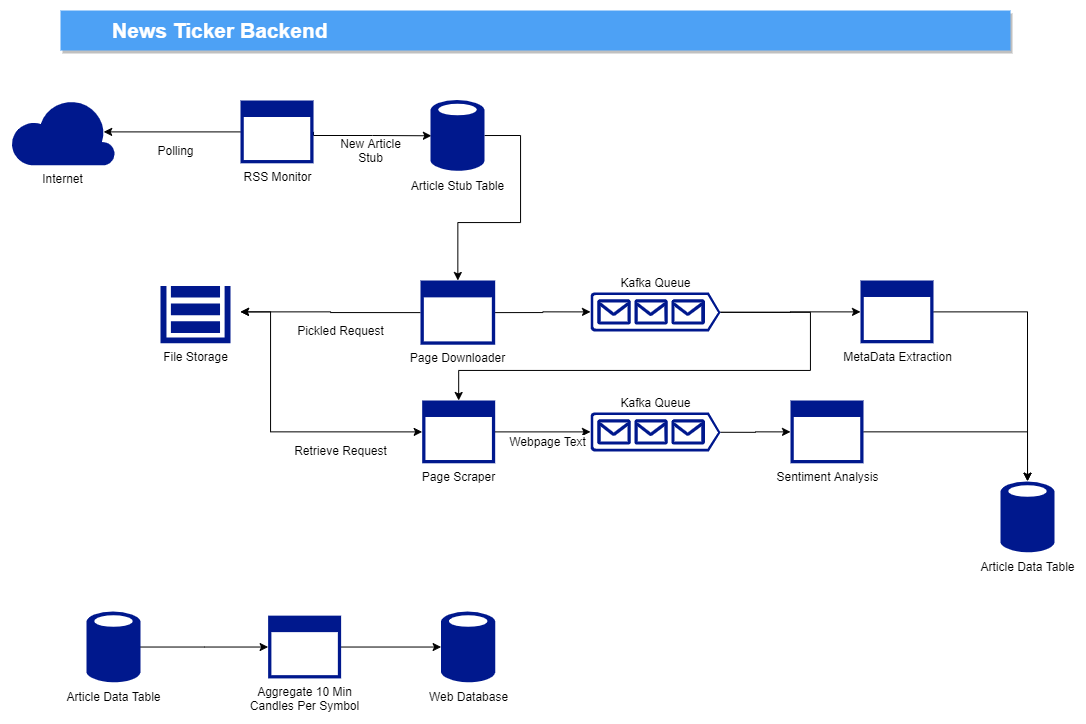 News Ticker Backend
Polling
New Article
Stub
Internet
RSS Monitor
Article Stub Table
Kafka Queue
Pickled Request
File Storage
Page Downloader
MetaData Extraction
Kafka Queue
Webpage Text
Retrieve Request
Page Scraper
Sentiment Analysis
Article Data Table
Article Data Table
Aggregate 10 Min
Candles Per Symbol
Web Database